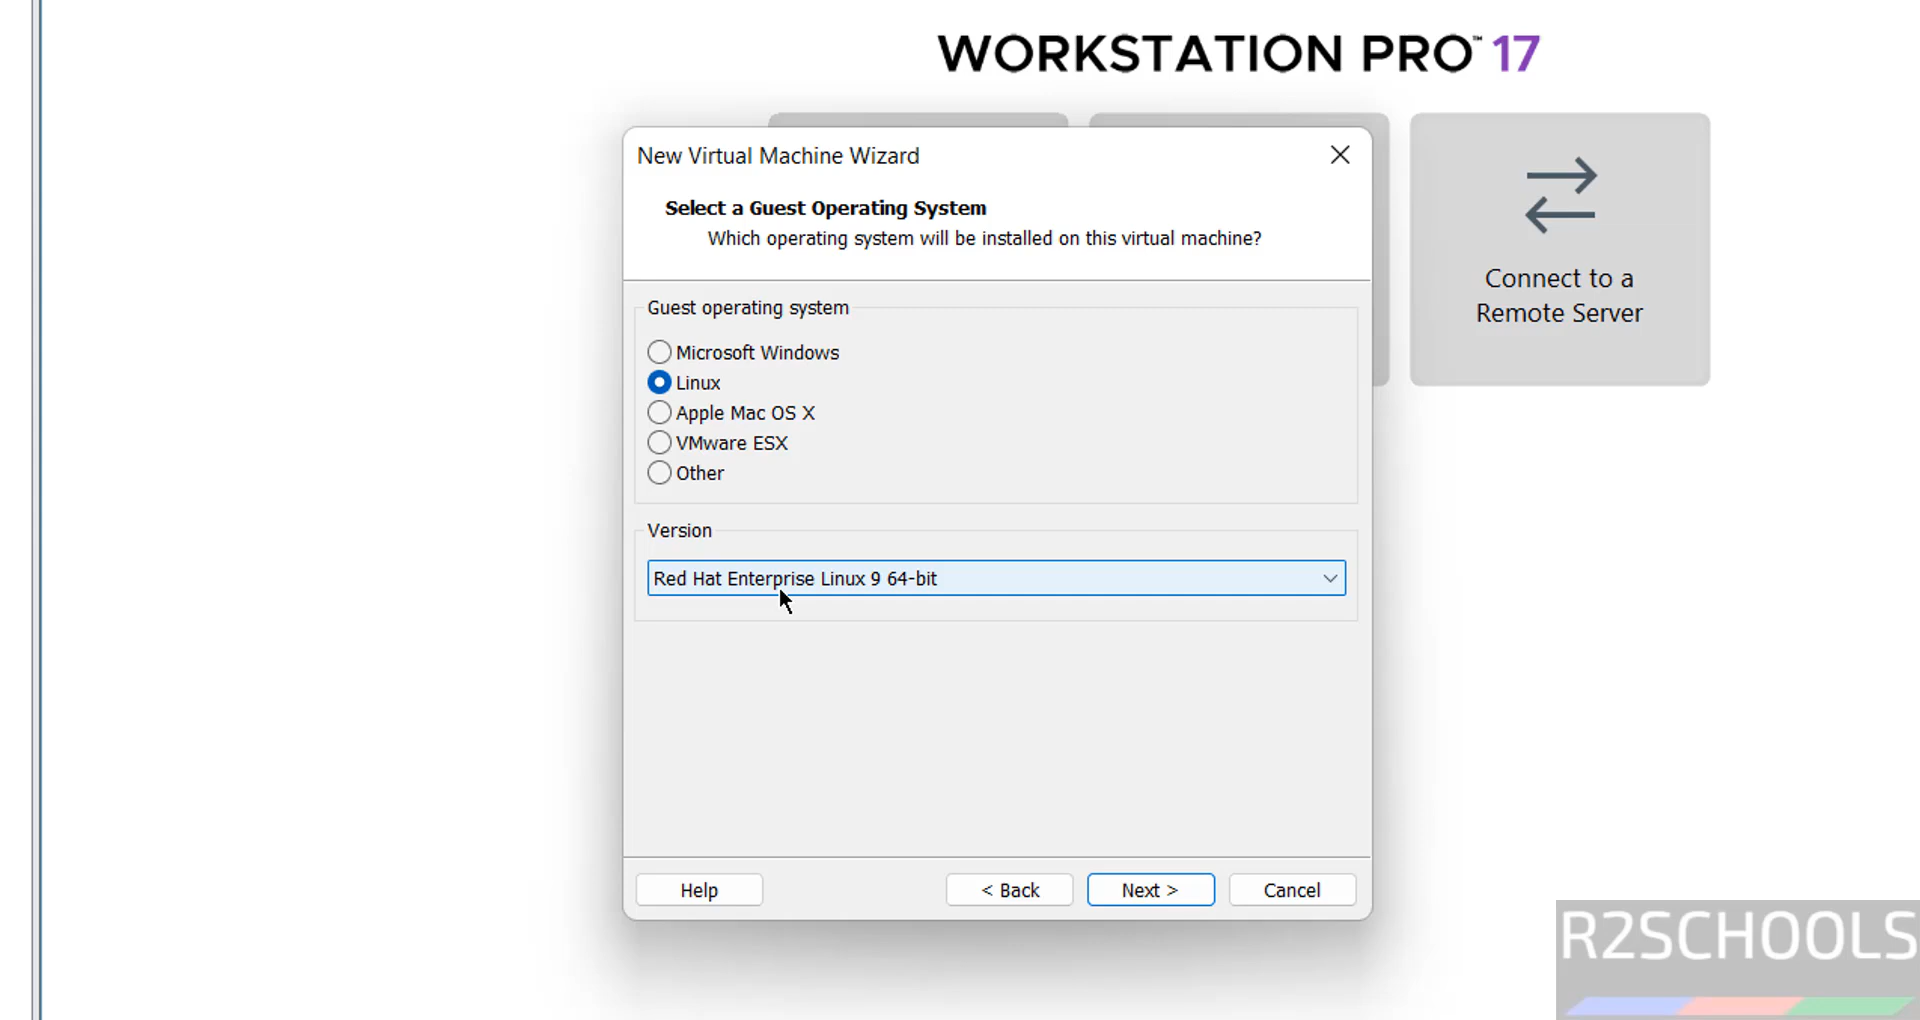 WORKSTATION PRO™ 17
New Virtual Machine Wizard
Select a Guest Operating System
Which operating system will be installed on this virtual machine?
Connect to a
Remote Server
Guest operating system
Microsoft Windows
Linux
Apple Mac OS X
VMware ESX
Other
Version
Red Hat Enterprise Linux 9 64-bit
Help
< Back
Next >
Cancel
R2SCHOOLS